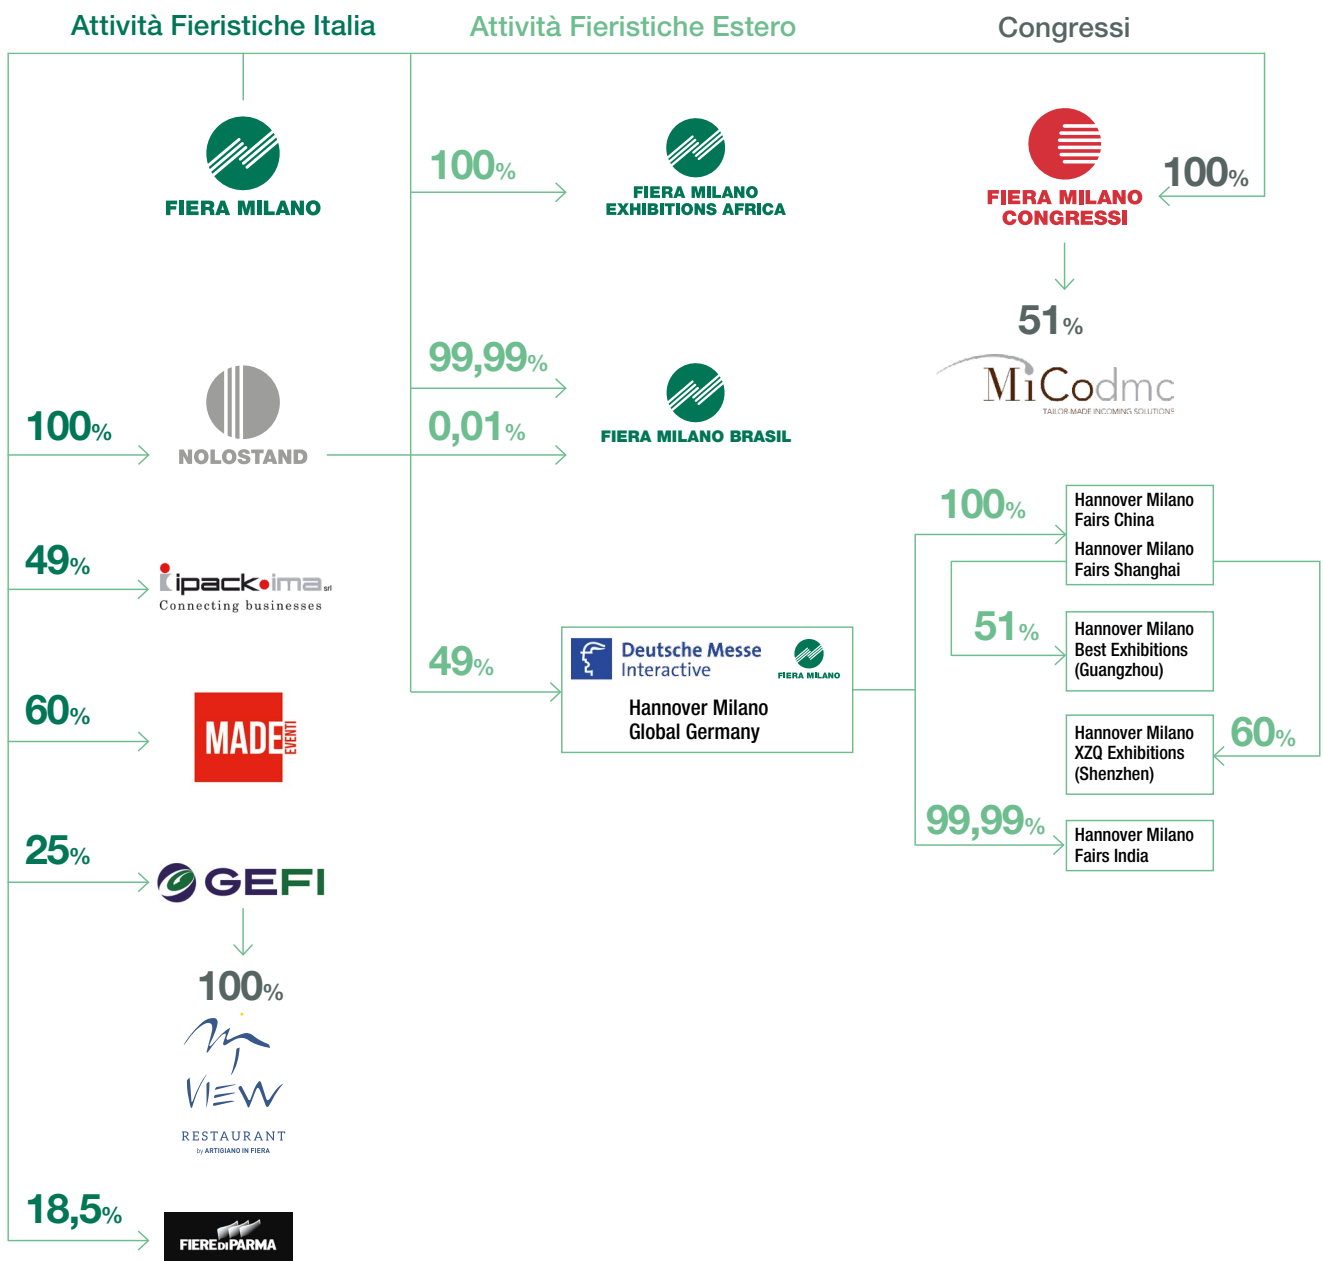 Attività Fieristiche Italia
Attività Fieristiche Estero
Congressi
FIERA MILANO
100%
FIERA MILANO
EXHIBITIONS AFRICA
FIERA MILANO
CONGRESSI
100%
51%
MiCodmc
TAILOR-MADE INCOMING SOLUTIONS
100%
NOLOSTAND
99,99%
0,01%
FIERA MILANO BRASIL
49%
ipack-ima srl
Connecting businesses
60%
MADE
EVENTI
25%
GEFI
100%
MI
VIEW
RESTAURANT
by ARTIGIANO IN FIERA
18,5%
FIERE DI PARMA
49%
Deutsche Messe
Interactive
FIERA MILANO
Hannover Milano
Global Germany
100%
Hannover Milano
Fairs China
Hannover Milano
Fairs Shanghai
51%
Hannover Milano
Best Exhibitions
(Guangzhou)
Hannover Milano
XZQ Exhibitions
(Shenzhen)
60%
99,99%
Hannover Milano
Fairs India